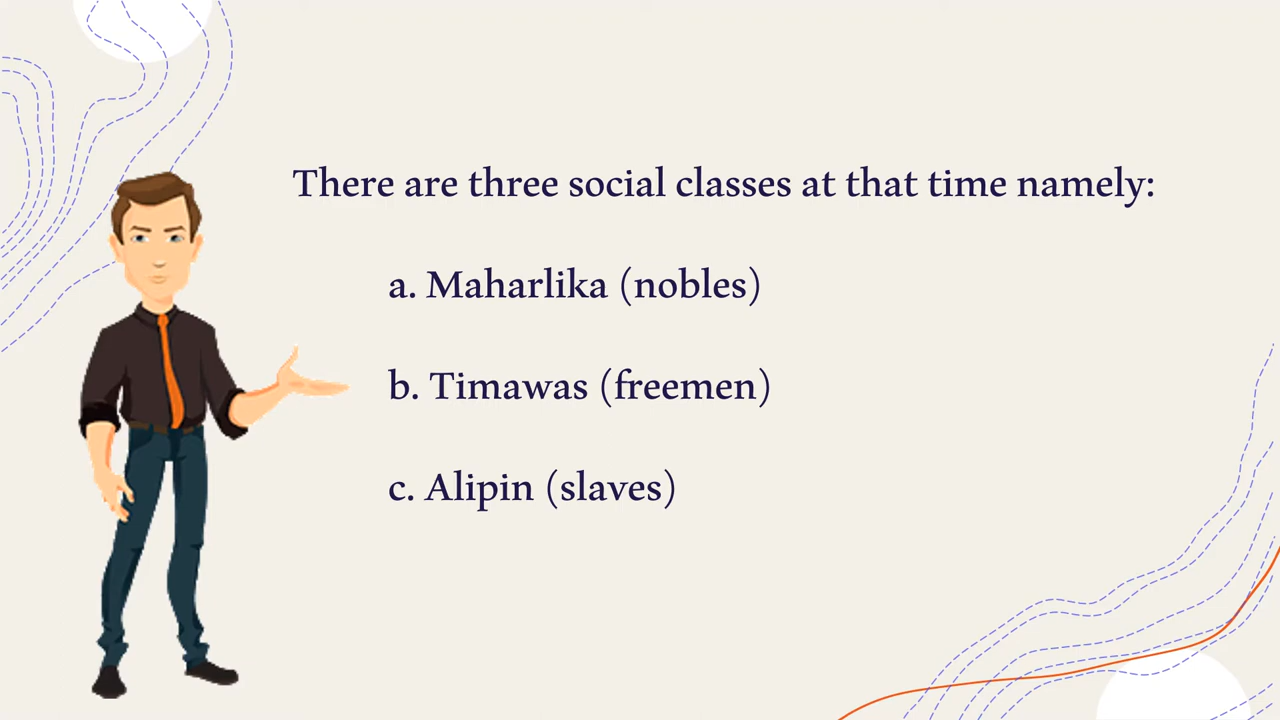 There are three social classes at that time namely:
a. Maharlika (nobles)
b. Timawas (freemen)
c. Alipin (slaves)